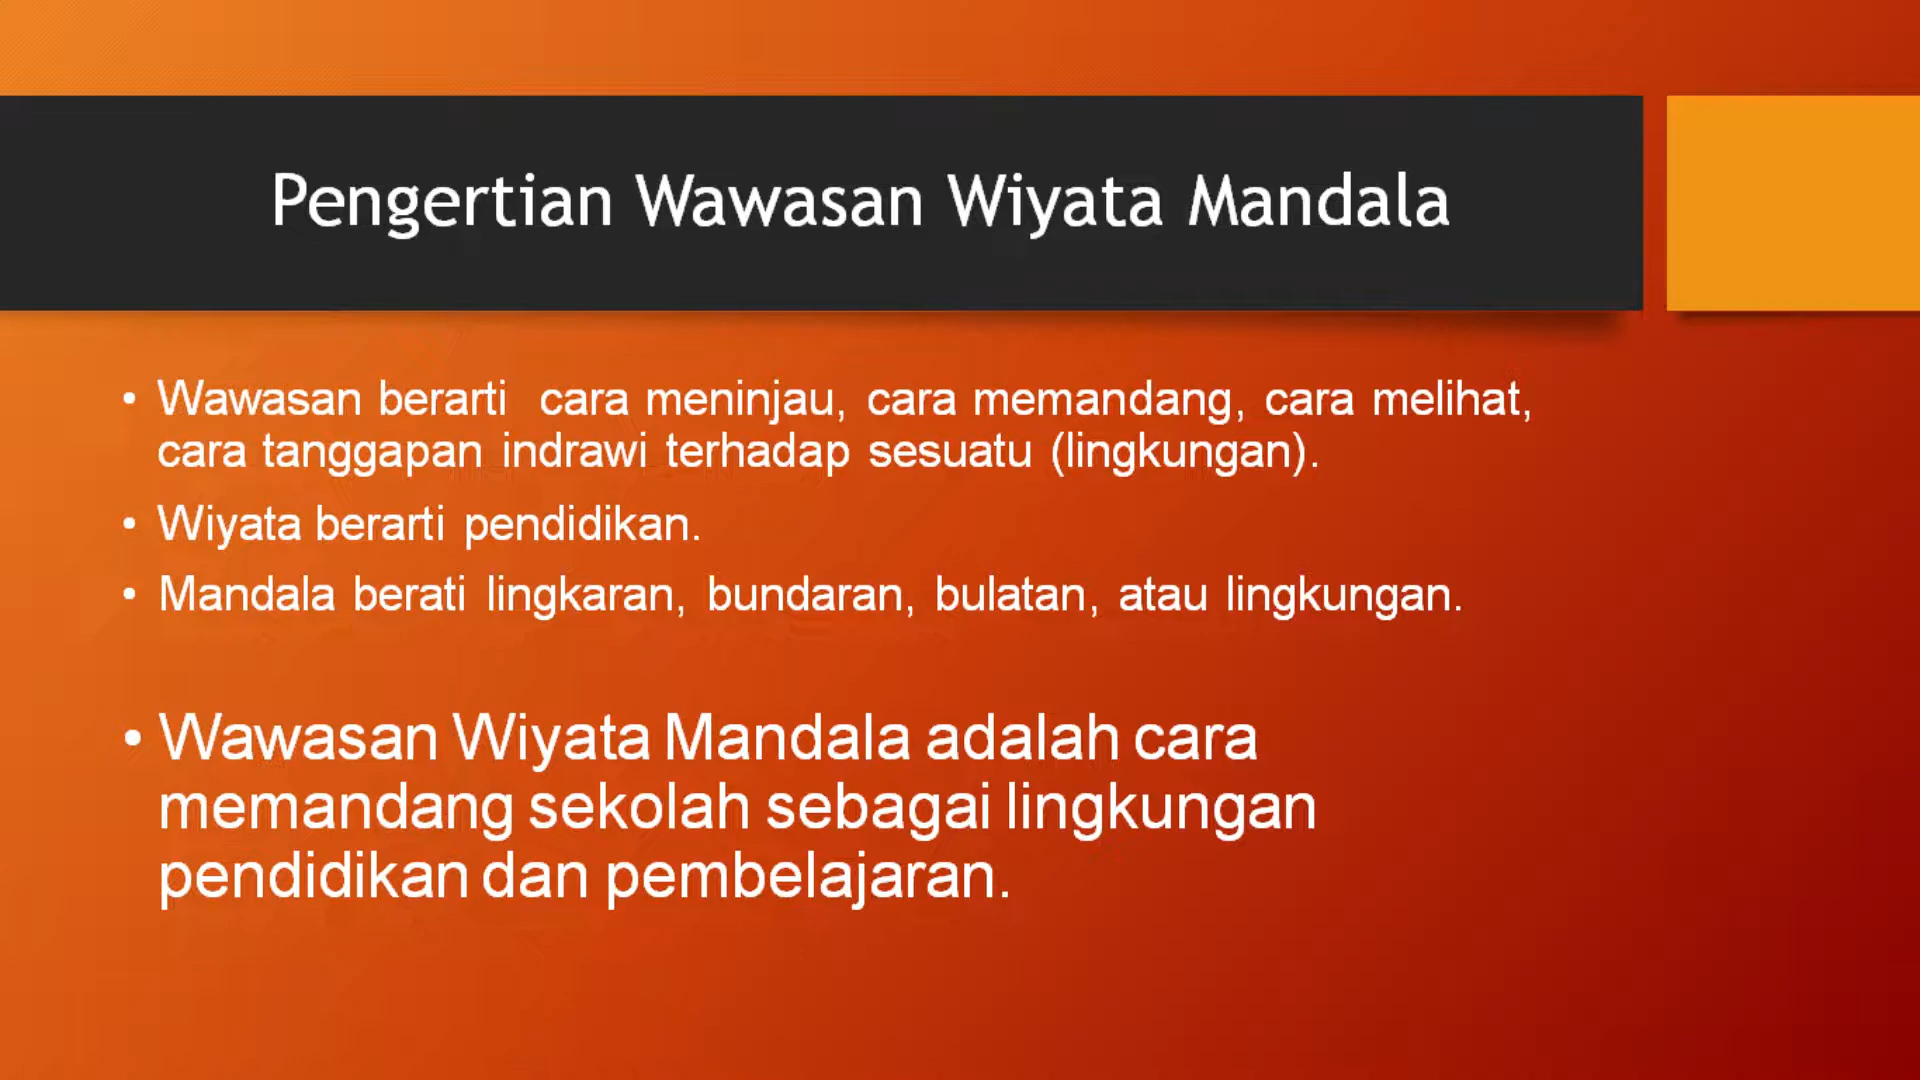 Pengertian Wawasan Wiyata Mandala
• Wawasan berarti cara meninjau, cara memandang, cara melihat,
cara tanggapan indrawi terhadap sesuatu (lingkungan).
• Wiyata berarti pendidikan.
• Mandala berati lingkaran, bundaran, bulatan, atau lingkungan.
• Wawasan Wiyata Mandala adalah cara
memandang sekolah sebagai lingkungan
pendidikan dan pembelajaran.